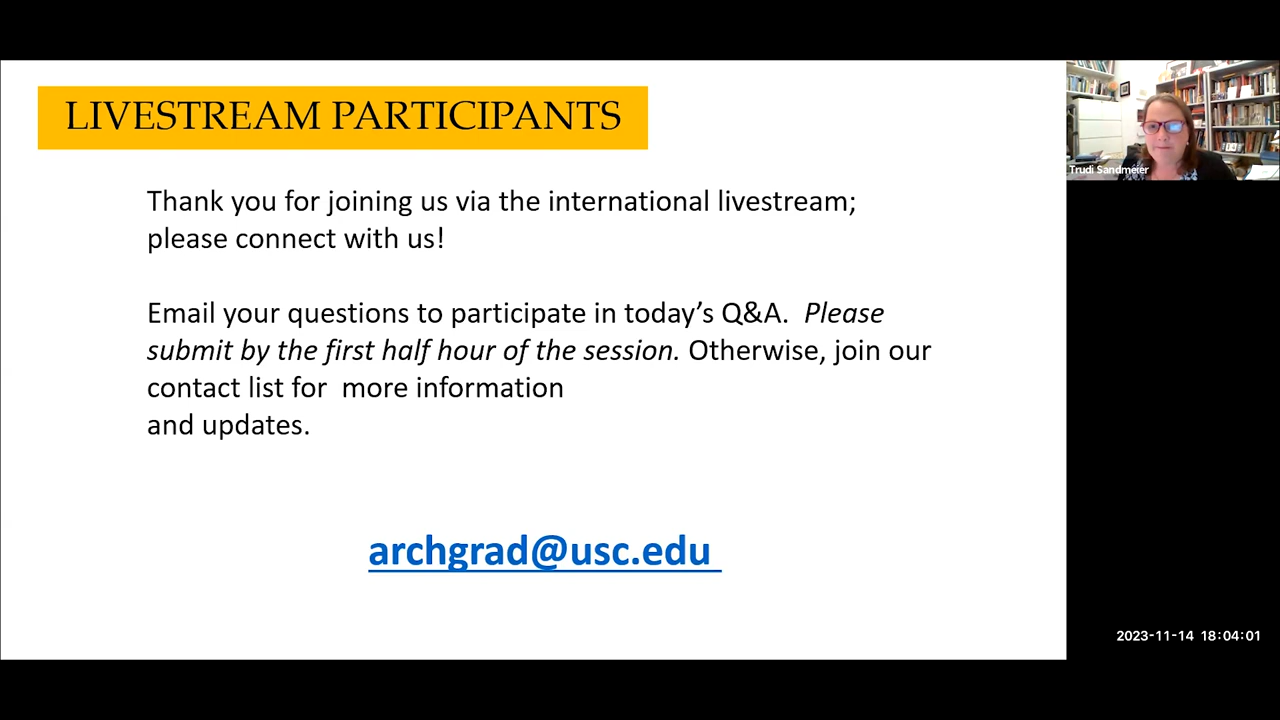 LIVESTREAM PARTICIPANTS
Trudi Sandmeier
Thank you for joining us via the international livestream;
please connect with us!
Email your questions to participate in today’s Q&A.  Please
submit by the first half hour of the session. Otherwise, join our
contact list for  more information
and updates.
archgrad@usc.edu
2023-11-14 18:04:01